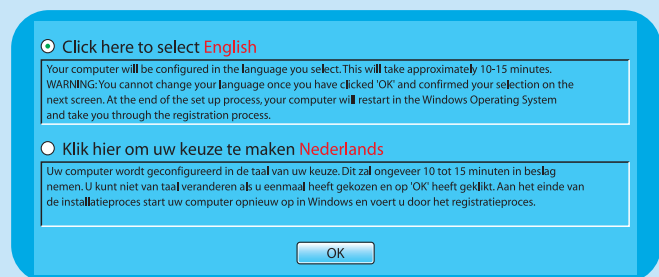 Click here to select English
Your computer will be configured in the language you select. This will take approximately 10-15 minutes.
WARNING: You cannot change your language once you have clicked 'OK' and confirmed your selection on the
next screen. At the end of the set up process, your computer will restart in the Windows Operating System
and take you through the registration process.
Klik hier om uw keuze te maken Nederlands
Uw computer wordt geconfigureerd in de taal van uw keuze. Dit zal ongeveer 10 tot 15 minuten in beslag
nemen. U kunt niet van taal veranderen als u eenmaal heeft gekozen en op 'OK' heeft geklikt. Aan het einde van
de installatieproces start uw computer opnieuw op in Windows en voert u door het registratieproces.
OK